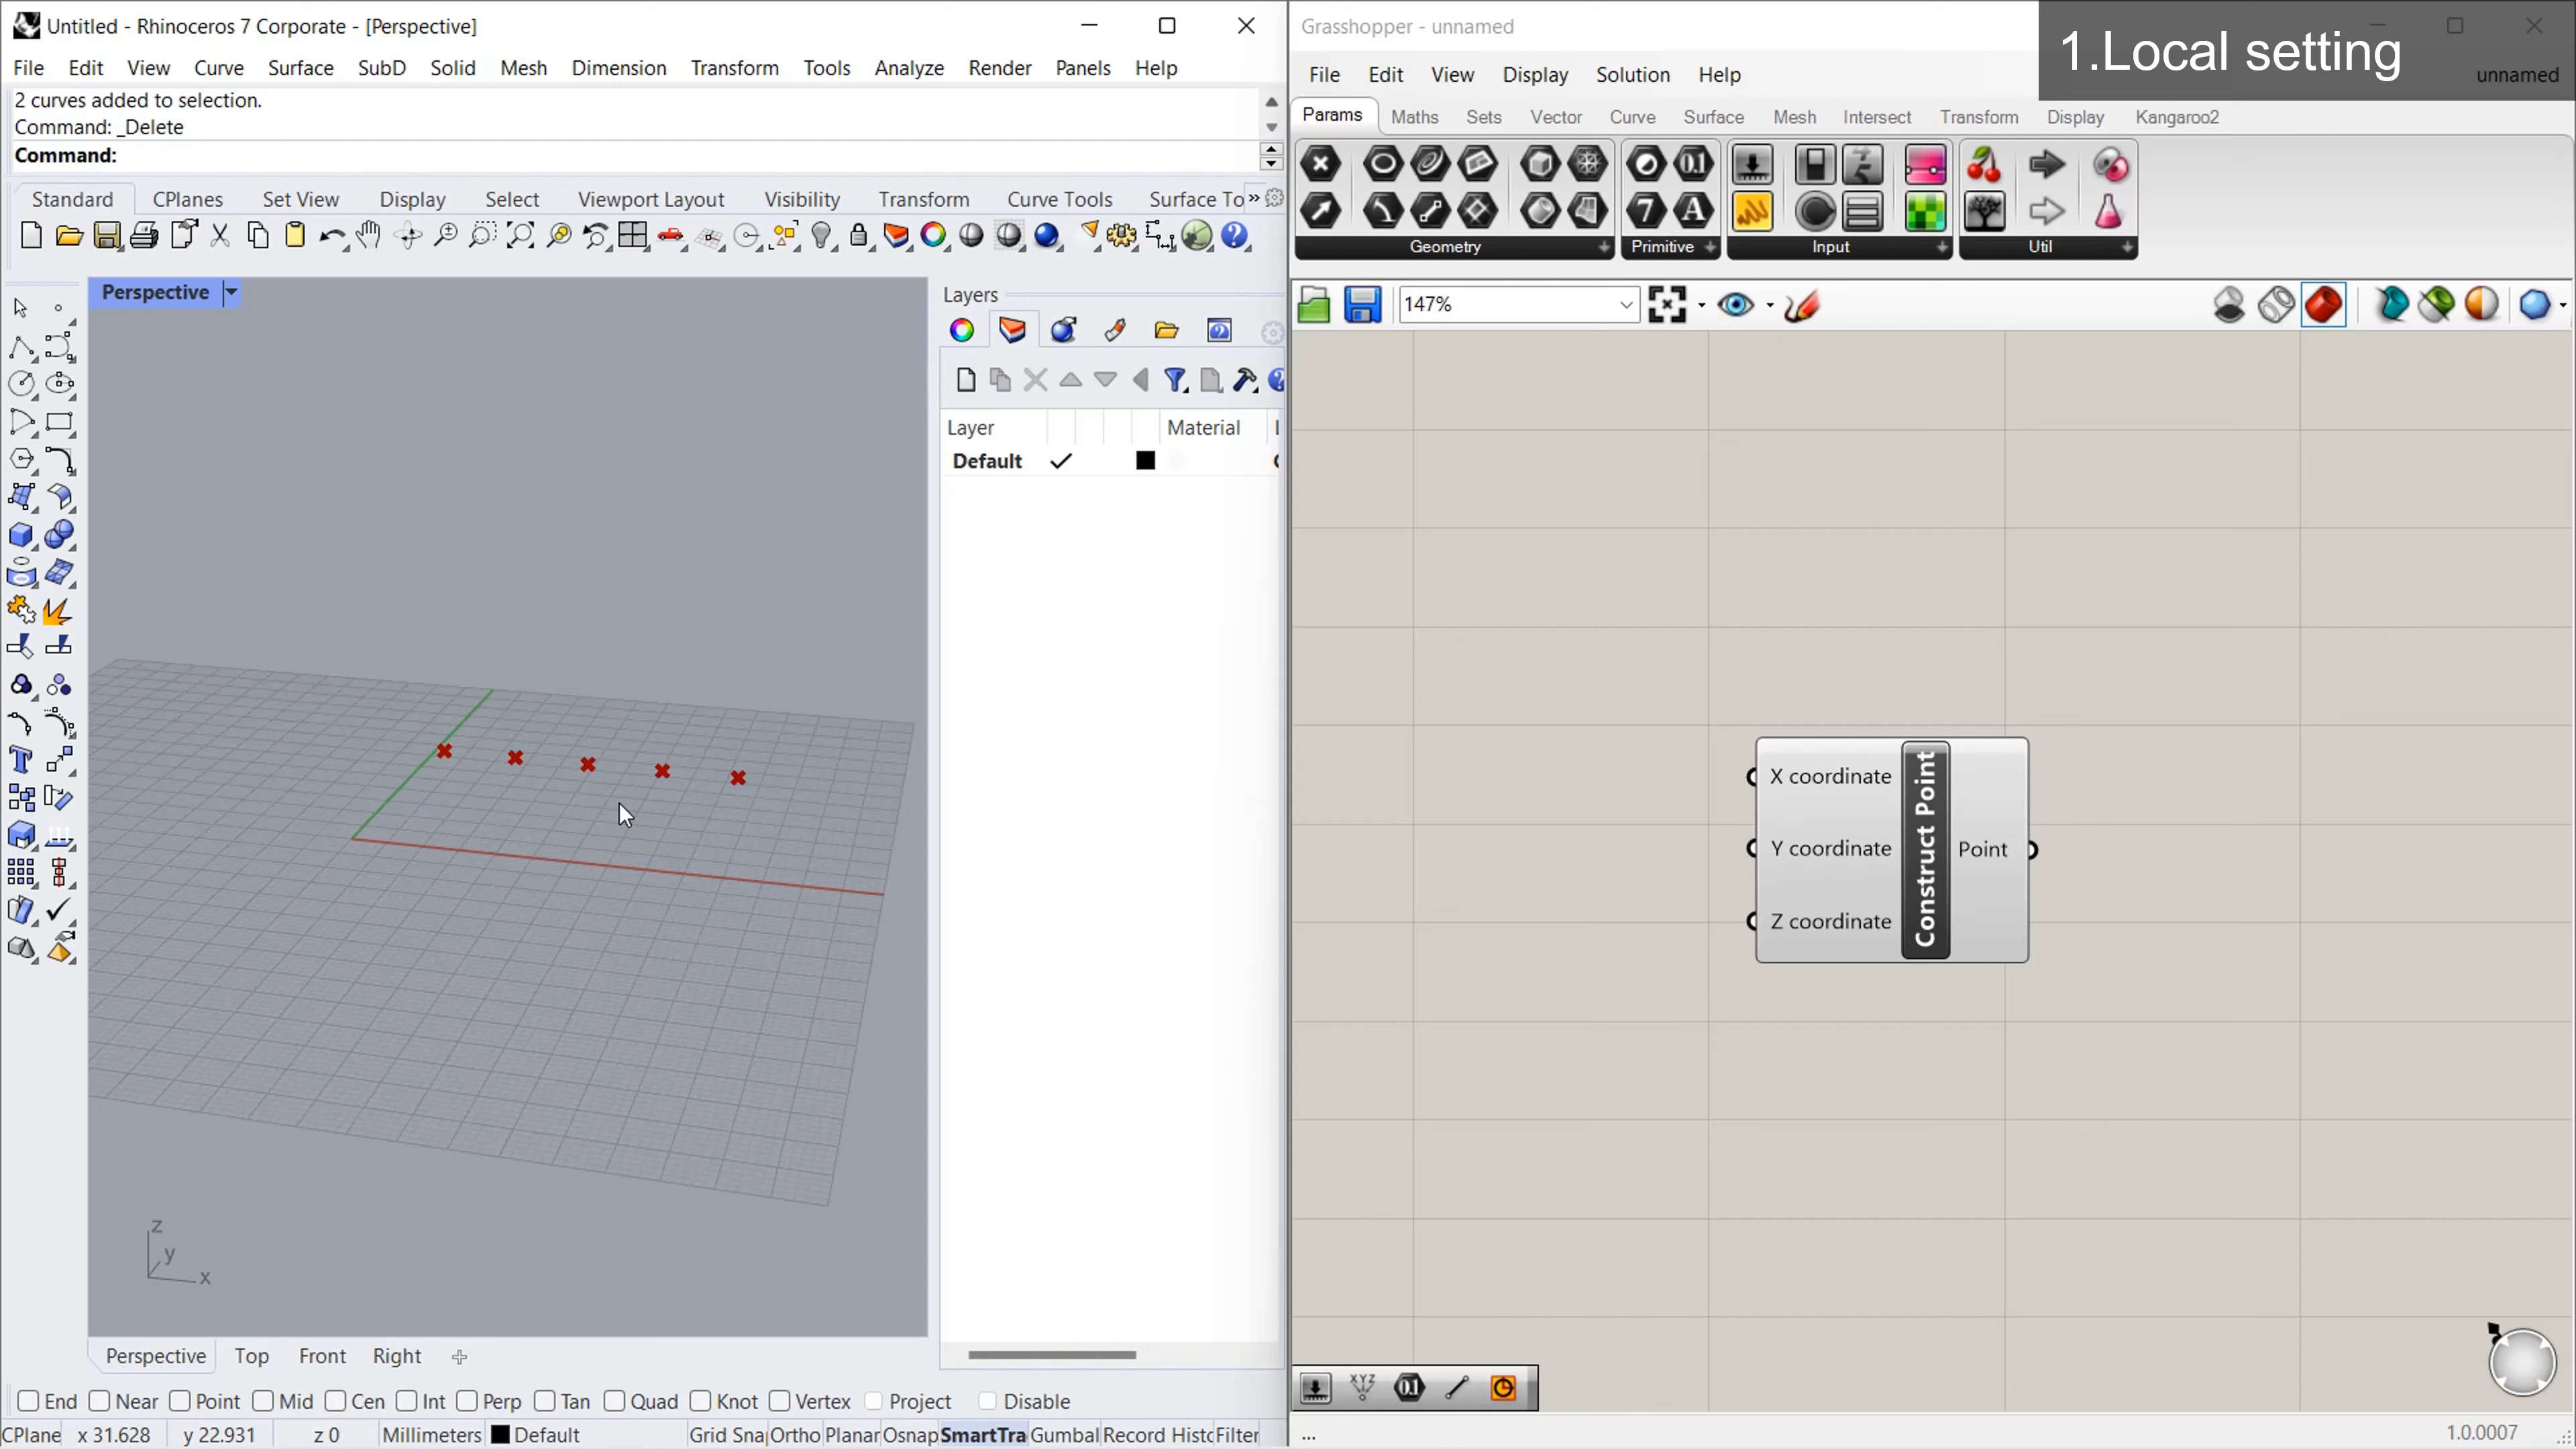 Untitled - Rhinoceros 7 Corporate - [Perspective]
File Edit View Curve Surface SubD Solid Mesh Dimension Transform Tools Analyze Render Panels Help
2 curves added to selection.
Command: _Delete
Command:
Standard CPlanes Set View Display Select Viewport Layout Visibility Transform Curve Tools Surface To »
Perspective
Layers
Layer Material
Default
z
y
x
Perspective Top Front Right
End Near Point Mid Cen Int Perp Tan Quad Knot Vertex Project Disable
CPlane x 31.628 y 22.931 z 0 Millimeters Default Grid Sna Ortho Planar Osnap SmartTra Gumbal Record Histo Filter
Grasshopper - unnamed
1.Local setting
File Edit View Display Solution Help unnamed
Params Maths Sets Vector Curve Surface Mesh Intersect Transform Display Kangaroo2
Geometry Primitive Input Util
147%
X coordinate
Y coordinate
Z coordinate
Construct Point
Point
... 1.0.0007